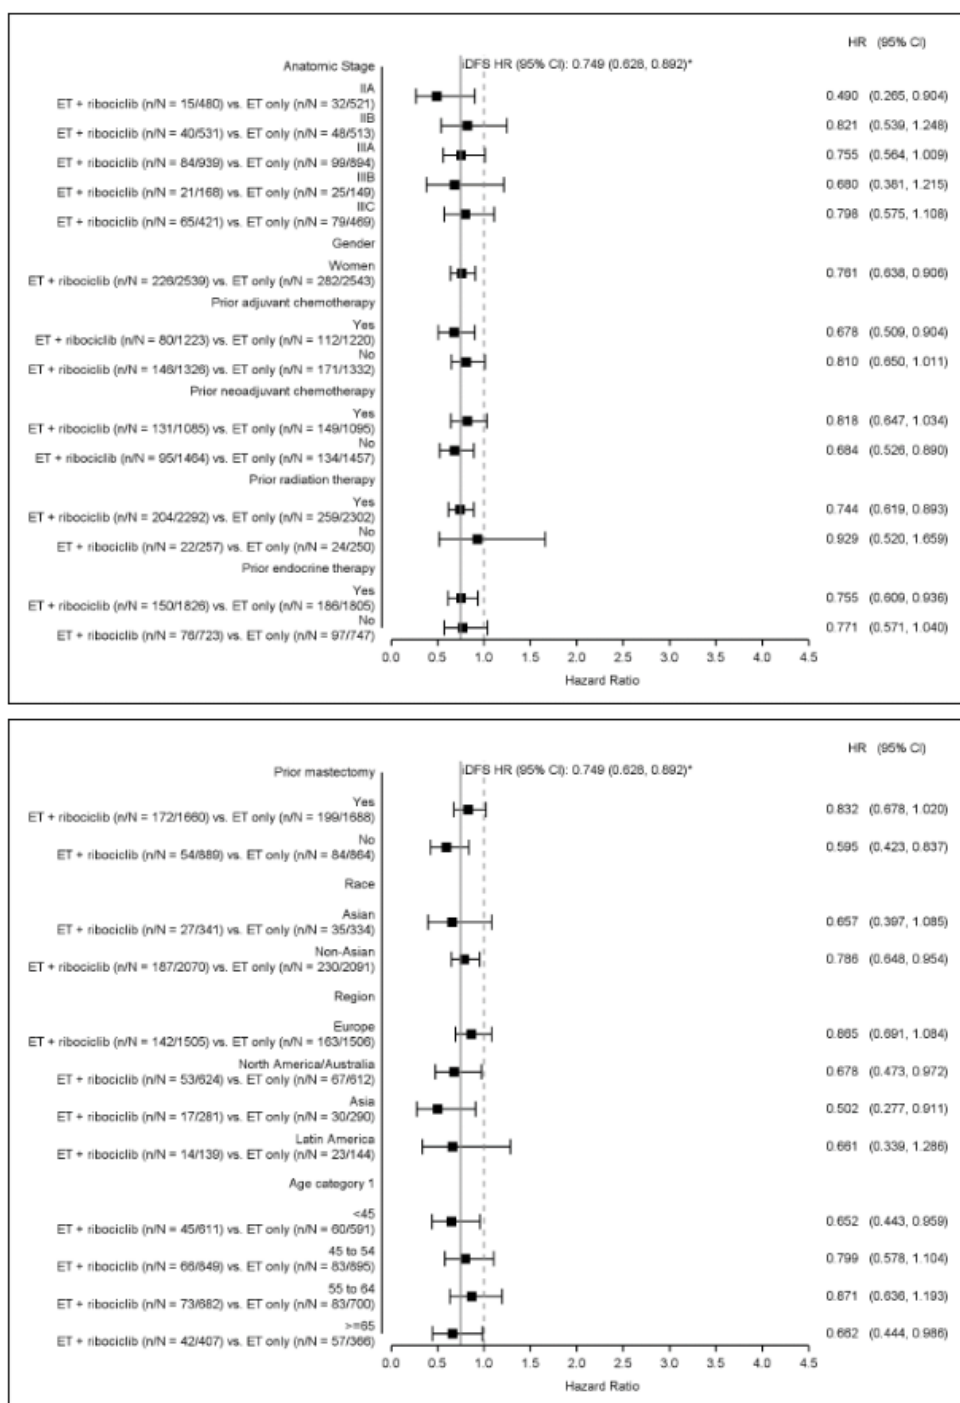 HR (95% CI)
Anatomic Stage
iDFS HR (95% CI): 0.749 (0.628, 0.892)*
IIA
ET + ribociclib (n/N = 15/480) vs. ET only (n/N = 32/521) 0.490 (0.265, 0.904)
IIB
ET + ribociclib (n/N = 40/531) vs. ET only (n/N = 48/513) 0.821 (0.539, 1.248)
IIIA
ET + ribociclib (n/N = 84/939) vs. ET only (n/N = 99/894) 0.755 (0.564, 1.009)
IIIB
ET + ribociclib (n/N = 21/168) vs. ET only (n/N = 25/149) 0.680 (0.381, 1.215)
IIIC
ET + ribociclib (n/N = 65/421) vs. ET only (n/N = 79/469) 0.798 (0.575, 1.108)
Gender
Women
ET + ribociclib (n/N = 226/2539) vs. ET only (n/N = 282/2543) 0.761 (0.638, 0.906)
Prior adjuvant chemotherapy
Yes
ET + ribociclib (n/N = 80/1223) vs. ET only (n/N = 112/1220) 0.678 (0.509, 0.904)
No
ET + ribociclib (n/N = 146/1326) vs. ET only (n/N = 171/1332) 0.810 (0.650, 1.011)
Prior neoadjuvant chemotherapy
Yes
ET + ribociclib (n/N = 131/1085) vs. ET only (n/N = 149/1095) 0.818 (0.647, 1.034)
No
ET + ribociclib (n/N = 95/1464) vs. ET only (n/N = 134/1457) 0.684 (0.526, 0.890)
Prior radiation therapy
Yes
ET + ribociclib (n/N = 204/2292) vs. ET only (n/N = 259/2302) 0.744 (0.619, 0.893)
No
ET + ribociclib (n/N = 22/257) vs. ET only (n/N = 24/250) 0.929 (0.520, 1.659)
Prior endocrine therapy
Yes
ET + ribociclib (n/N = 150/1826) vs. ET only (n/N = 186/1805) 0.755 (0.609, 0.936)
No
ET + ribociclib (n/N = 76/723) vs. ET only (n/N = 97/747) 0.771 (0.571, 1.040)
0.0 0.5 1.0 2.0 2.5 3.0 3.5 4.0 4.5
Hazard Ratio
HR (95% CI)
Prior mastectomy
iDFS HR (95% CI): 0.749 (0.628, 0.892)*
Yes
ET + ribociclib (n/N = 172/1660) vs. ET only (n/N = 199/1688) 0.832 (0.678, 1.020)
No
ET + ribociclib (n/N = 54/889) vs. ET only (n/N = 84/864) 0.595 (0.423, 0.837)
Race
Asian
ET + ribociclib (n/N = 27/341) vs. ET only (n/N = 35/334) 0.657 (0.397, 1.085)
Non-Asian
ET + ribociclib (n/N = 187/2070) vs. ET only (n/N = 230/2091) 0.786 (0.648, 0.954)
Region
Europe
ET + ribociclib (n/N = 142/1505) vs. ET only (n/N = 163/1506) 0.865 (0.691, 1.084)
North America/Australia
ET + ribociclib (n/N = 53/624) vs. ET only (n/N = 67/612) 0.678 (0.473, 0.972)
Asia
ET + ribociclib (n/N = 17/281) vs. ET only (n/N = 30/290) 0.502 (0.277, 0.911)
Latin America
ET + ribociclib (n/N = 14/139) vs. ET only (n/N = 23/144) 0.661 (0.339, 1.286)
Age category 1
<45
ET + ribociclib (n/N = 45/611) vs. ET only (n/N = 60/591) 0.652 (0.443, 0.959)
45 to 54
ET + ribociclib (n/N = 66/849) vs. ET only (n/N = 83/895) 0.799 (0.578, 1.104)
55 to 64
ET + ribociclib (n/N = 73/682) vs. ET only (n/N = 83/700) 0.871 (0.636, 1.193)
>=65
ET + ribociclib (n/N = 42/407) vs. ET only (n/N = 57/366) 0.662 (0.444, 0.986)
0.0 0.5 1.0 2.0 2.5 3.0 3.5 4.0 4.5
Hazard Ratio